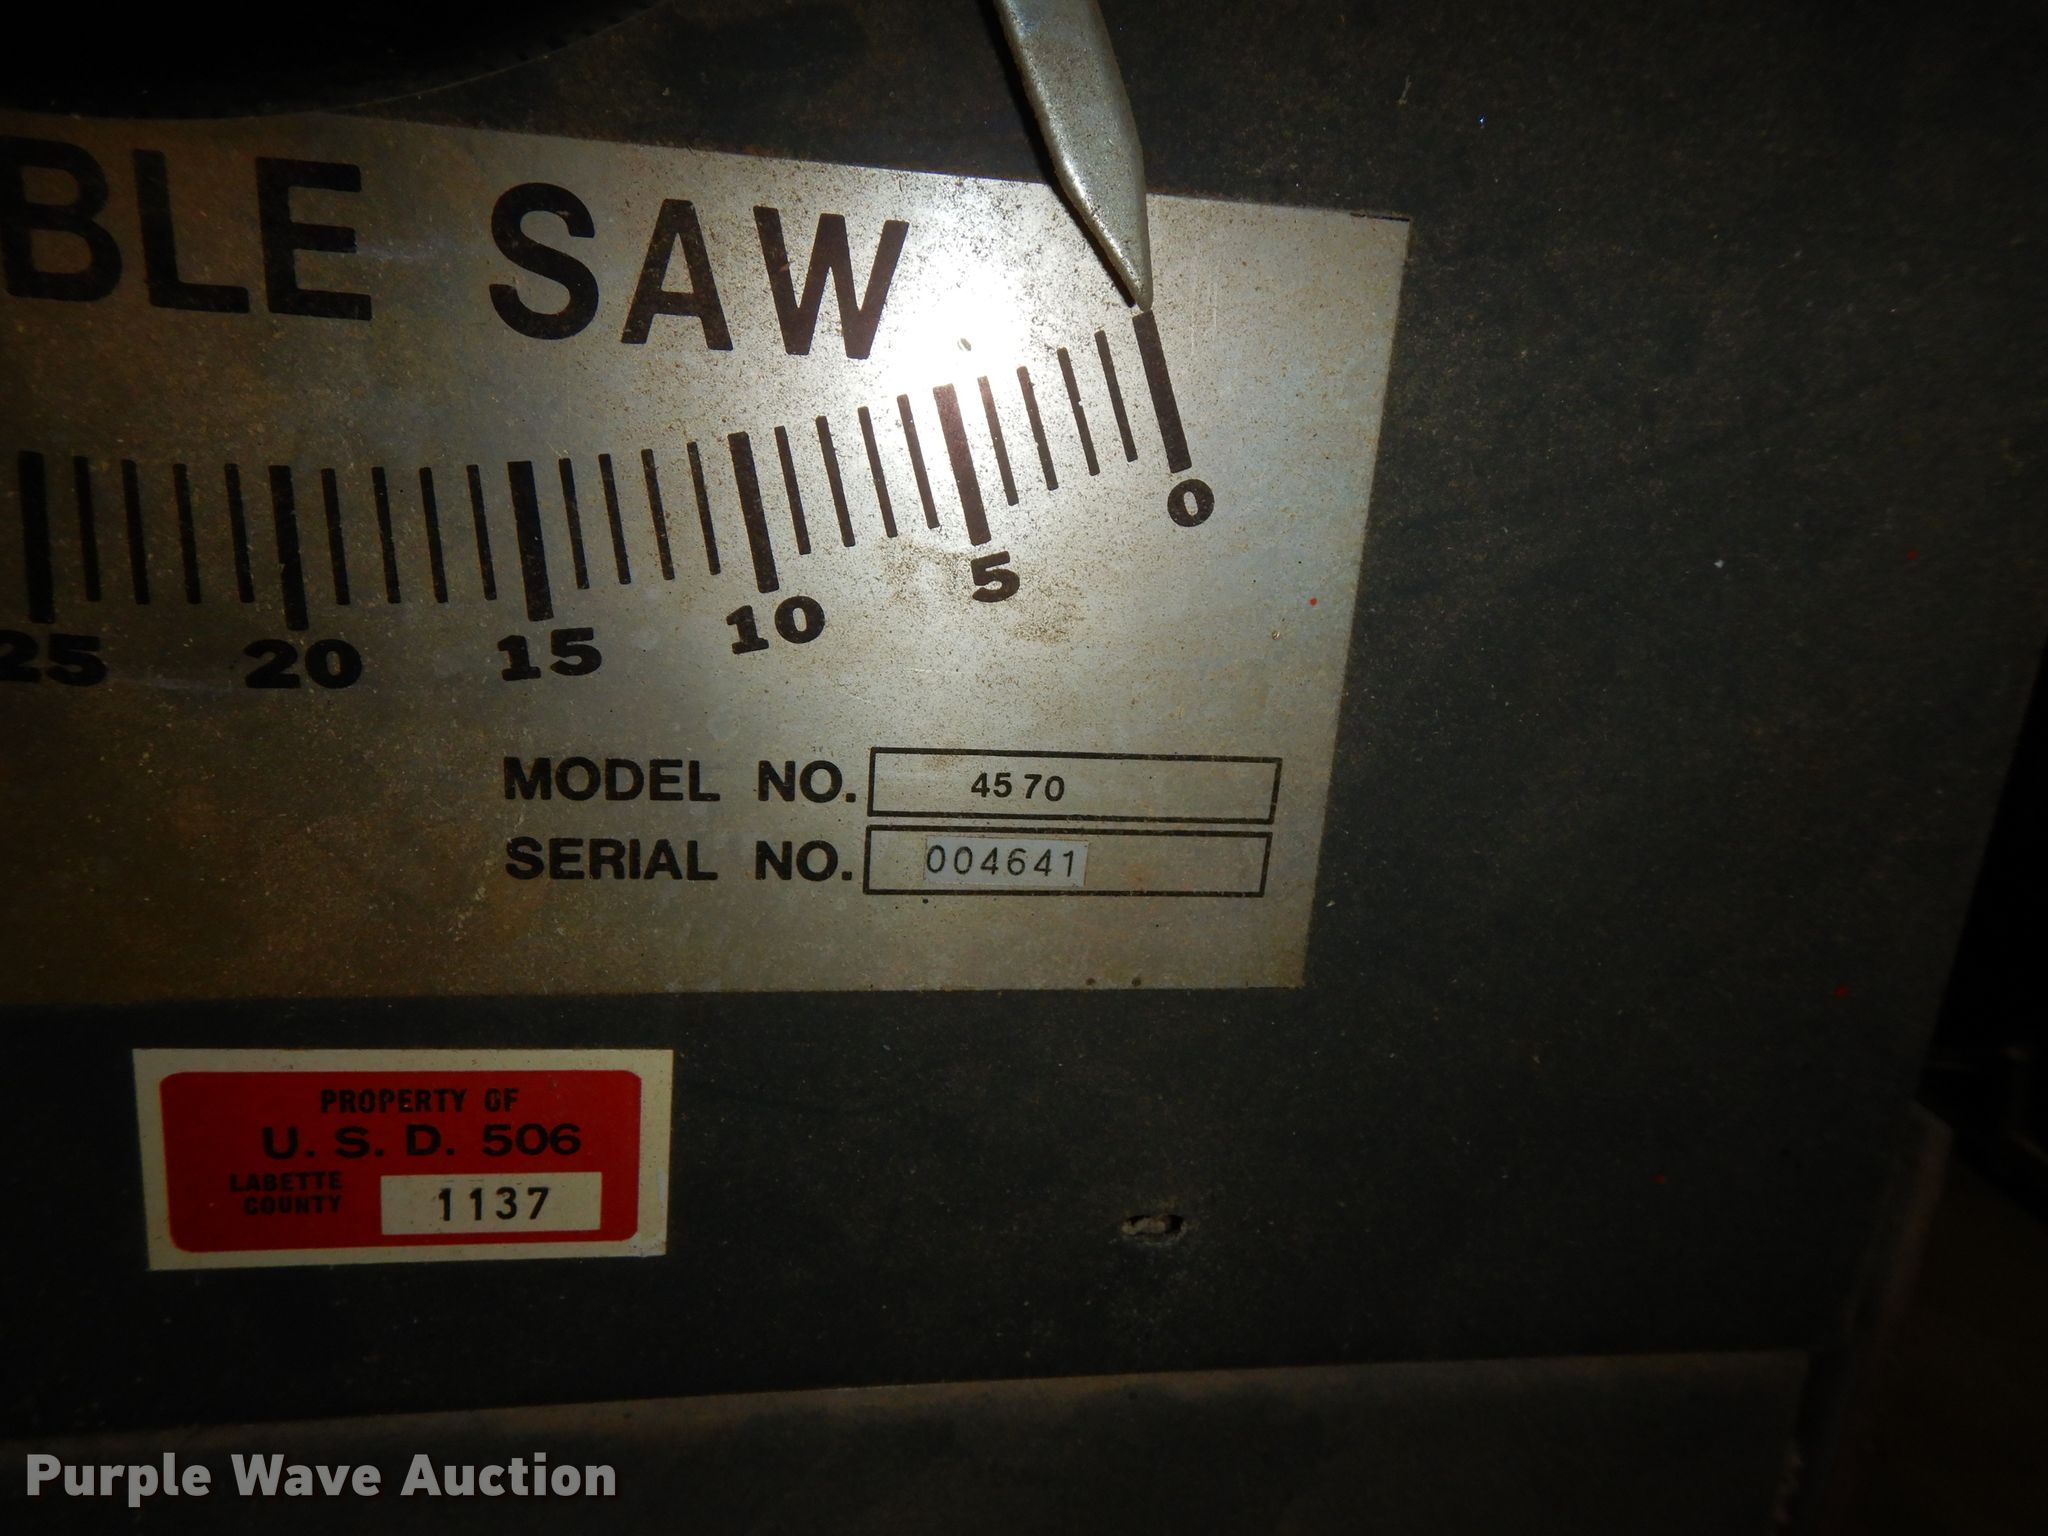 BLE SAW
25 20 15 10 5 0
MODEL NO. 4570
SERIAL NO. 004641
PROPERTY OF
U. S. D. 506
LABETTE
COUNTY
1137
Purple Wave Auction